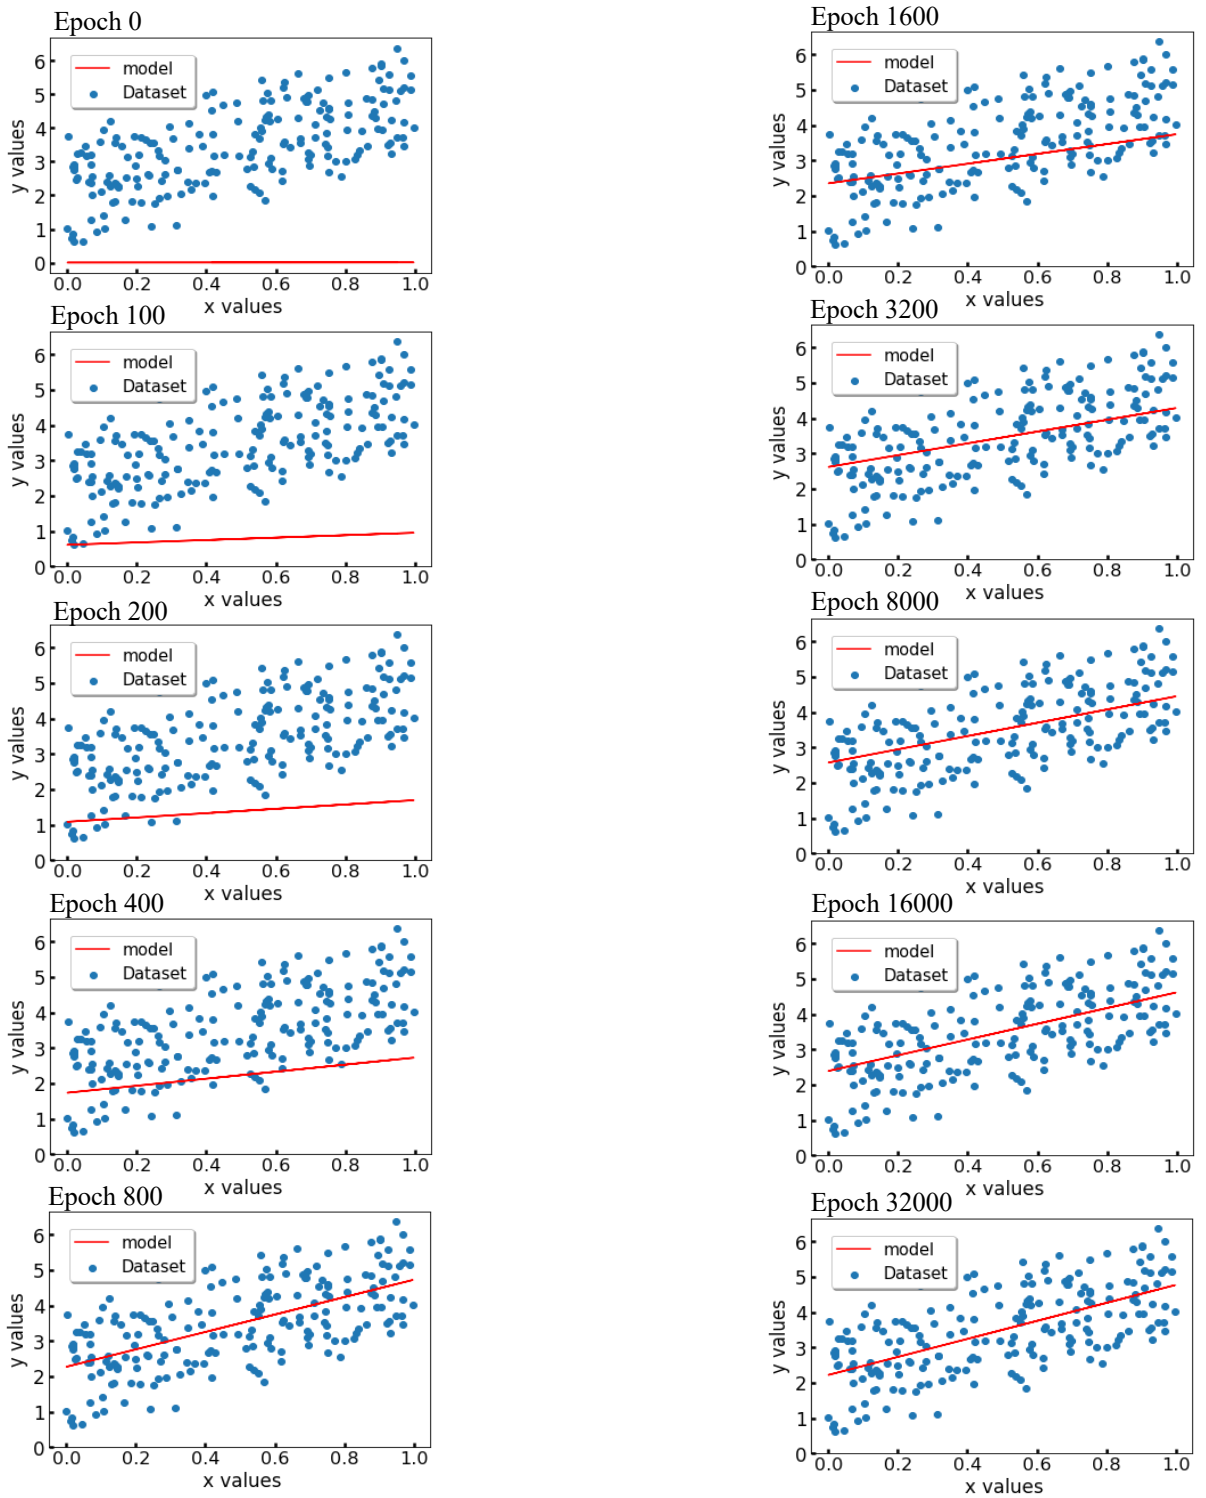 Epoch 0
y values
6
5
4
3
2
1
0
model
Dataset
0.0 0.2 0.4 0.6 0.8 1.0
x values
Epoch 100
y values
6
5
4
3
2
1
0
model
Dataset
0.0 0.2 0.4 0.6 0.8 1.0
x values
Epoch 200
y values
6
5
4
3
2
1
0
model
Dataset
0.0 0.2 0.4 0.6 0.8 1.0
x values
Epoch 400
y values
6
5
4
3
2
1
0
model
Dataset
0.0 0.2 0.4 0.6 0.8 1.0
x values
Epoch 800
y values
6
5
4
3
2
1
0
model
Dataset
0.0 0.2 0.4 0.6 0.8 1.0
x values
Epoch 1600
y values
6
5
4
3
2
1
0
model
Dataset
0.0 0.2 0.4 0.6 0.8 1.0
x values
Epoch 3200
y values
6
5
4
3
2
1
0
model
Dataset
0.0 0.2 0.4 0.6 0.8 1.0
x values
Epoch 8000
y values
6
5
4
3
2
1
0
model
Dataset
0.0 0.2 0.4 0.6 0.8 1.0
x values
Epoch 16000
y values
6
5
4
3
2
1
0
model
Dataset
0.0 0.2 0.4 0.6 0.8 1.0
x values
Epoch 32000
y values
6
5
4
3
2
1
0
model
Dataset
0.0 0.2 0.4 0.6 0.8 1.0
x values